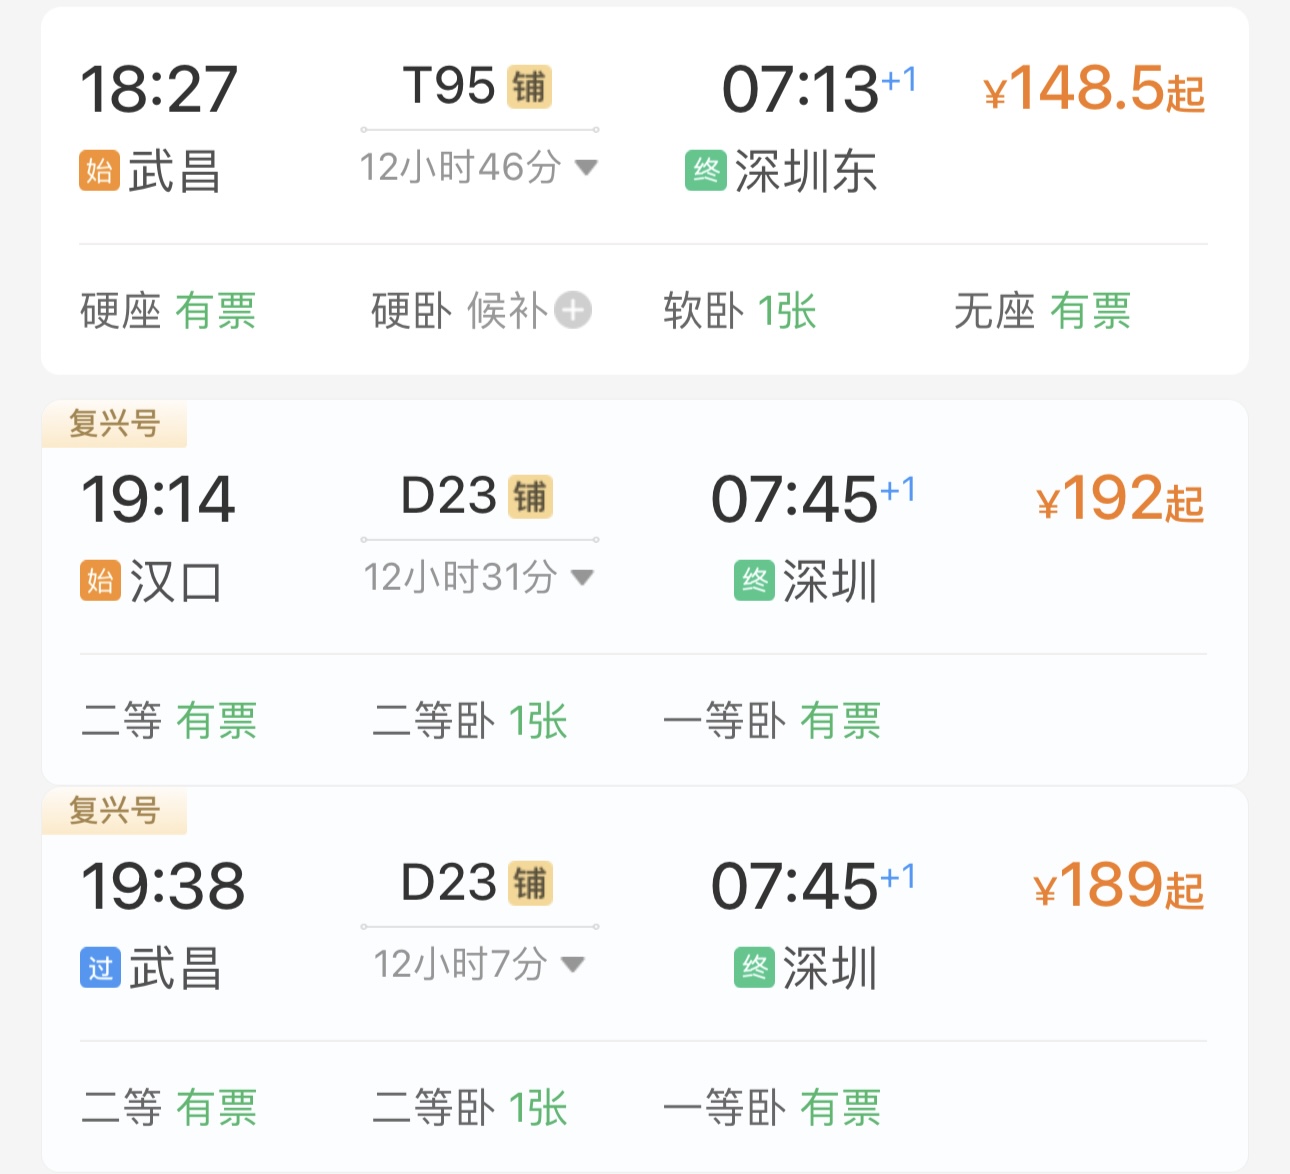 18:27 T95 铺 07:13+1 ¥148.5起
始 武昌 12小时46分 终 深圳东
硬座 有票 硬卧 候补 软卧 1张 无座 有票
复兴号
19:14 D23 铺 07:45+1 ¥192起
始 汉口 12小时31分 终 深圳
二等 有票 二等卧 1张 一等卧 有票
复兴号
19:38 D23 铺 07:45+1 ¥189起
过 武昌 12小时7分 终 深圳
二等 有票 二等卧 1张 一等卧 有票